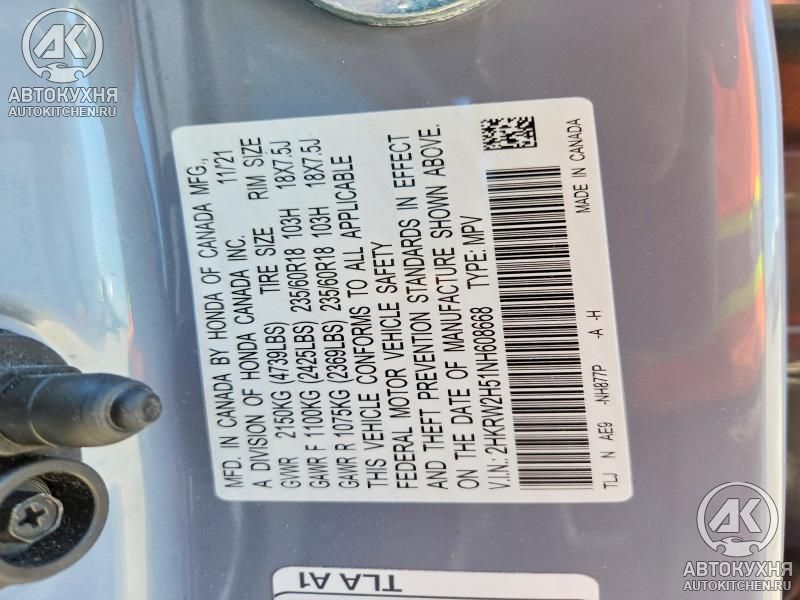 AK
АВТОКУХНЯ
AUTOKITCHEN.RU
MFD. IN CANADA BY HONDA OF CANADA MFG.,
A DIVISION OF HONDA CANADA INC. 11/21
GVWR 2150KG (4739LBS) TIRE SIZE RIM SIZE
GAWR F 1100KG (2425LBS) 235/60R18 103H 18X7.5J
GAWR R 1075KG (2369LBS) 235/60R18 103H 18X7.5J
THIS VEHICLE CONFORMS TO ALL APPLICABLE
FEDERAL MOTOR VEHICLE SAFETY
AND THEFT PREVENTION STANDARDS IN EFFECT
ON THE DATE OF MANUFACTURE SHOWN ABOVE.
V.I.N.: 2HKRW2H51NH608668 TYPE: MPV
TLJ N AE9 -NH877P -A -H MADE IN CANADA
TLA A1
AK
АВТОКУХНЯ
AUTOKITCHEN.RU